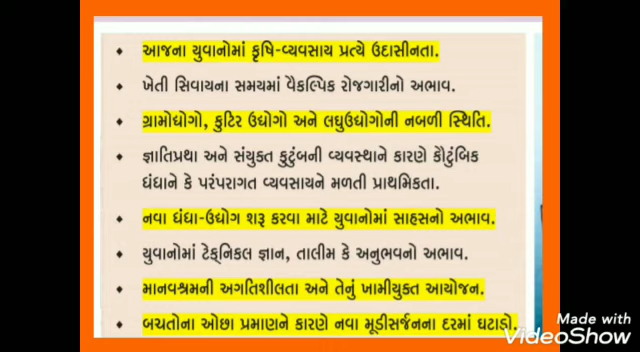 • આજના યુવાનોમાં કૃષિ-વ્યવસાય પ્રત્યે ઉદાસીનતા.
• ખેતી સિવાયના સમયમાં વૈકલ્પિક રોજગારીનો અભાવ.
• ગ્રામોદ્યોગો, કુટિર ઉદ્યોગો અને લઘુઉદ્યોગોની નબળી સ્થિતિ.
• જ્ઞાતિપ્રથા અને સંયુક્ત કુટુંબની વ્યવસ્થાને કારણે કૌટુંબિક
ધંધાને કે પરંપરાગત વ્યવસાયને મળતી પ્રાથમિકતા.
• નવા ધંધા-ઉદ્યોગ શરૂ કરવા માટે યુવાનોમાં સાહસનો અભાવ.
• યુવાનોમાં ટેક્નિકલ જ્ઞાન, તાલીમ કે અનુભવનો અભાવ.
• માનવશ્રમની અગતિશીલતા અને તેનું ખામીયુક્ત આયોજન.
• બચતોના ઓછા પ્રમાણને કારણે નવા મૂડીસર્જનના દરમાં ઘટાડો.
Made with
VideoShow